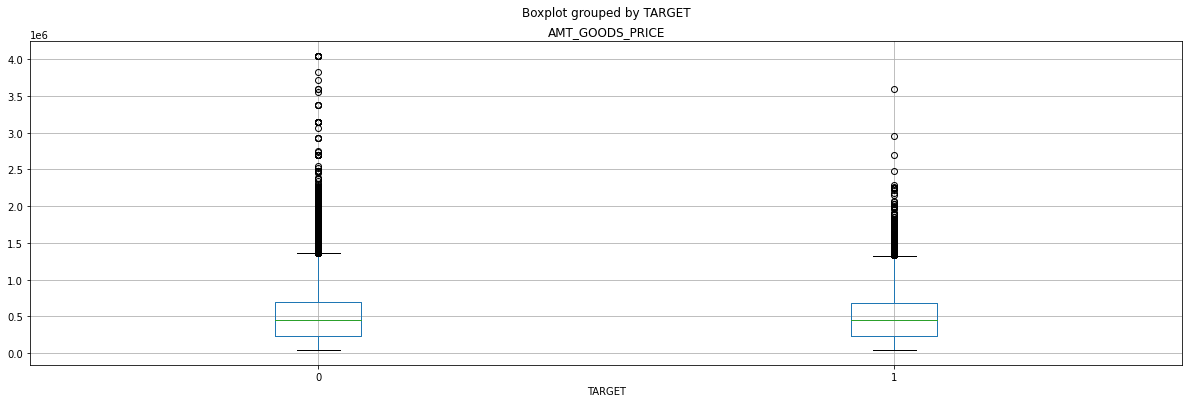 Boxplot grouped by TARGET
AMT_GOODS_PRICE
1e6
4.0
3.5
3.0
2.5
2.0
1.5
1.0
0.5
0.0
0 1
TARGET